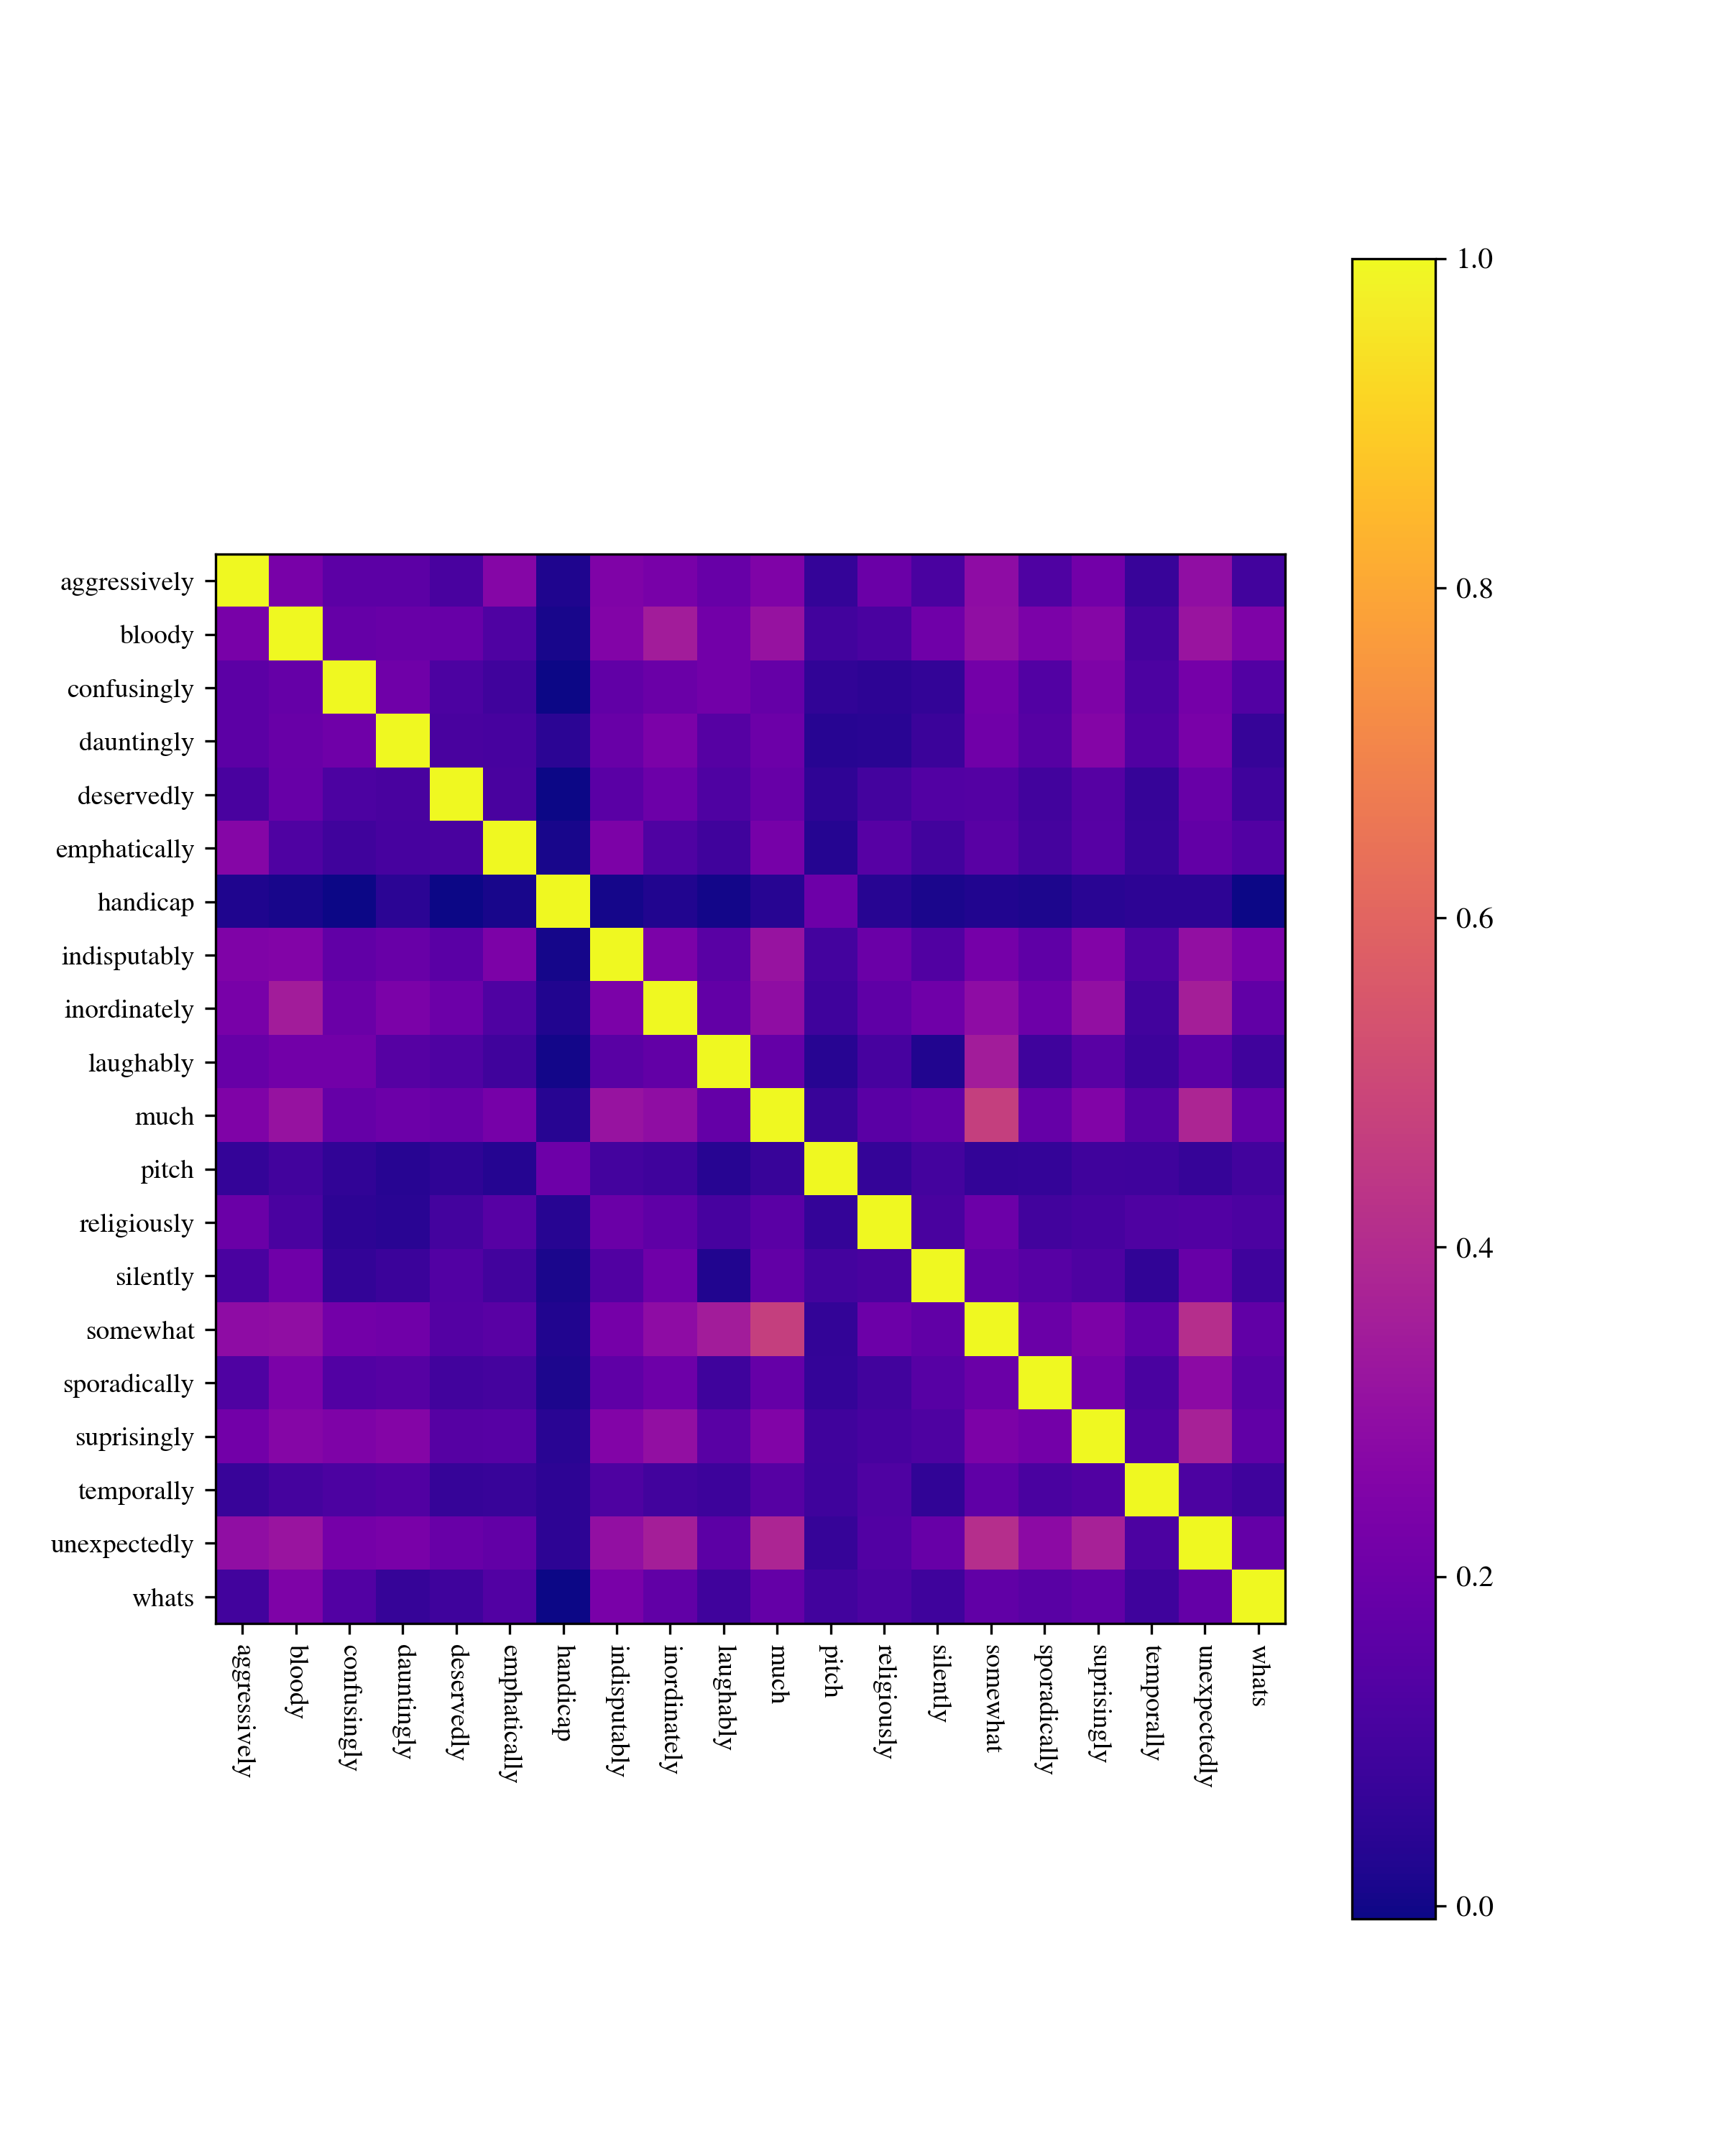 1.0
0.8
0.6
0.4
0.2
0.0
aggressively
bloody
confusingly
dauntingly
deservedly
emphatically
handicap
indisputably
inordinately
laughably
much
pitch
religiously
silently
somewhat
sporadically
suprisingly
temporally
unexpectedly
whats
aggressively
bloody
confusingly
dauntingly
deservedly
emphatically
handicap
indisputably
inordinately
laughably
much
pitch
religiously
silently
somewhat
sporadically
suprisingly
temporally
unexpectedly
whats